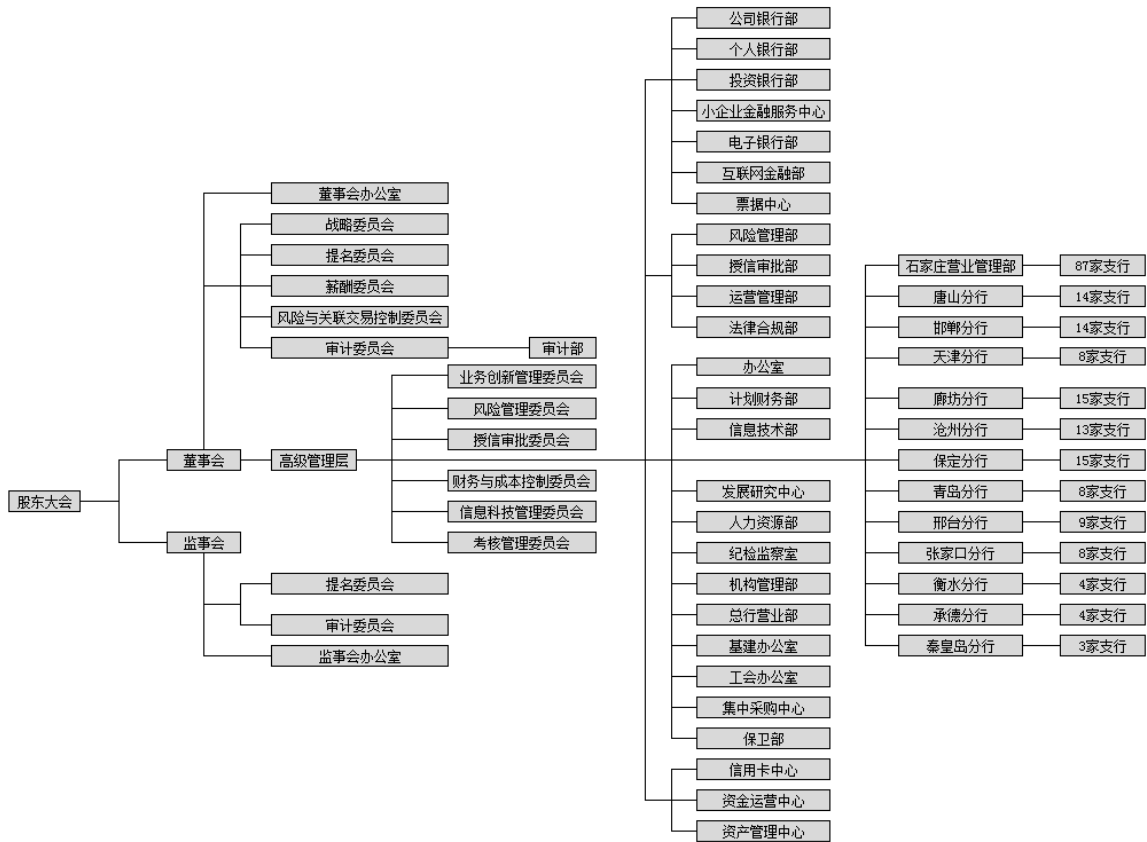 股东大会
董事会
监事会
董事会办公室
战略委员会
提名委员会
薪酬委员会
风险与关联交易控制委员会
审计委员会
审计部
高级管理层
业务创新管理委员会
风险管理委员会
授信审批委员会
财务与成本控制委员会
信息科技管理委员会
考核管理委员会
提名委员会
审计委员会
监事会办公室
公司银行部
个人银行部
投资银行部
小企业金融服务中心
电子银行部
互联网金融部
票据中心
风险管理部
授信审批部
运营管理部
法律合规部
办公室
计划财务部
信息技术部
发展研究中心
人力资源部
纪检监察室
机构管理部
总行营业部
基建办公室
工会办公室
集中采购中心
保卫部
信用卡中心
资金运营中心
资产管理中心
石家庄营业管理部 87家支行
唐山分行 14家支行
邯郸分行 14家支行
天津分行 8家支行
廊坊分行 15家支行
沧州分行 13家支行
保定分行 15家支行
青岛分行 8家支行
邢台分行 9家支行
张家口分行 8家支行
衡水分行 4家支行
承德分行 4家支行
秦皇岛分行 3家支行